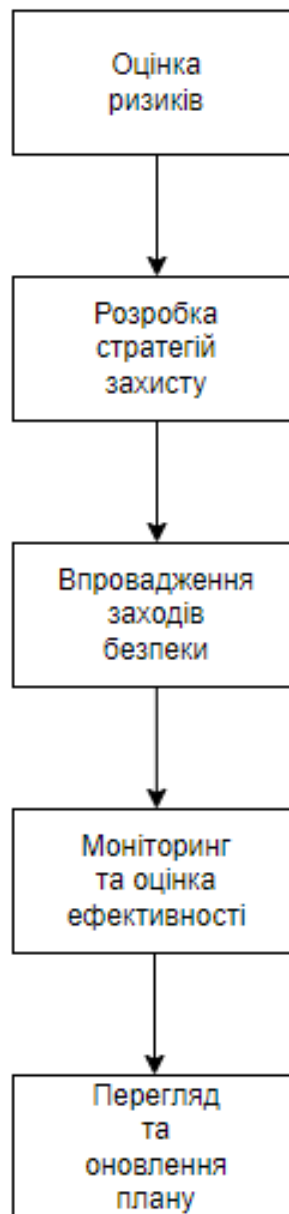 Оцінка
ризиків
Розробка
стратегій
захисту
Впровадження
заходів
безпеки
Моніторинг
та оцінка
ефективності
Перегляд
та
оновлення
плану